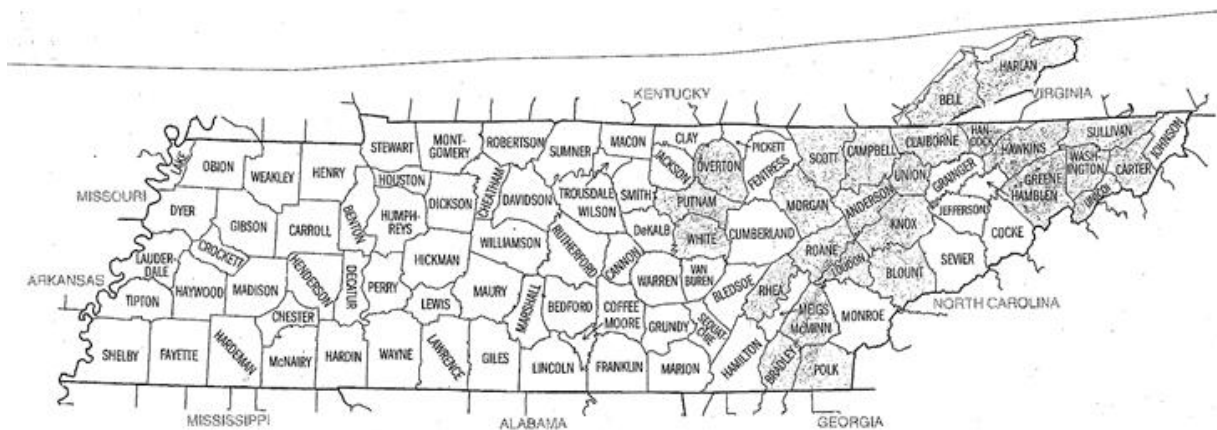 HARLAN
KENTUCKY
BELL
VIRGINIA
STEWART
MONT-
GOMERY
ROBERTSON
SUMNER
MACON
CLAY
PICKETT
SCOTT
CAMPBELL
CLAIBORNE
HAN-
COCK
HAWKINS
SULLIVAN
JOHNSON
LAKE
OBION
WEAKLEY
HENRY
HOUSTON
CHEATHAM
TROUSDALE
SMITH
JACKSON
OVERTON
FENTRESS
UNION
GRAINGER
GREENE
HAMBLEN
WASH-
INGTON
CARTER
UNICOI
MISSOURI
DYER
GIBSON
CARROLL
BENTON
HUMPH-
REYS
DICKSON
DAVIDSON
WILSON
DeKALB
PUTNAM
WHITE
CUMBERLAND
MORGAN
ANDERSON
KNOX
JEFFERSON
COCKE
SEVIER
ARKANSAS
LAUDER-
DALE
CROCKETT
HICKMAN
WILLIAMSON
RUTHERFORD
CANNON
WARREN
VAN
BUREN
BLEDSOE
RHEA
ROANE
LOUDON
BLOUNT
NORTH CAROLINA
TIPTON
HAYWOOD
MADISON
HENDERSON
DECATUR
PERRY
LEWIS
MAURY
MARSHALL
BEDFORD
COFFEE
MOORE
GRUNDY
SEQUAT-
CHIE
MEIGS
McMINN
MONROE
CHESTER
SHELBY
FAYETTE
HARDEMAN
McNAIRY
HARDIN
WAYNE
LAWRENCE
GILES
LINCOLN
FRANKLIN
MARION
HAMILTON
BRADLEY
POLK
MISSISSIPPI
ALABAMA
GEORGIA